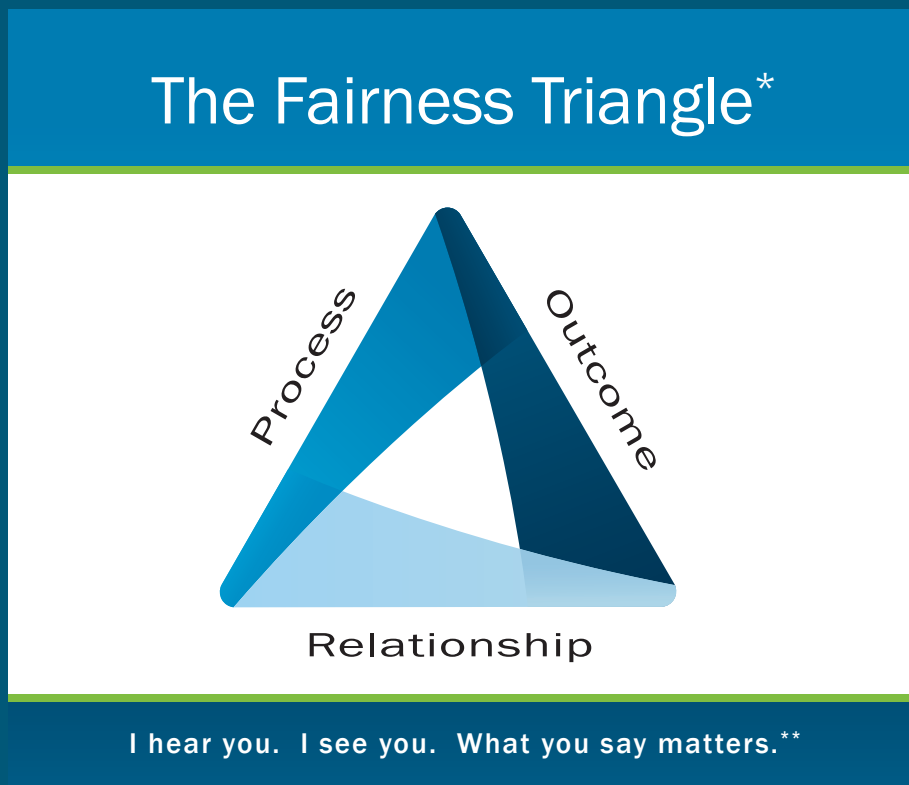 The Fairness Triangle*
Process
Outcome
Relationship
I hear you. I see you. What you say matters.**